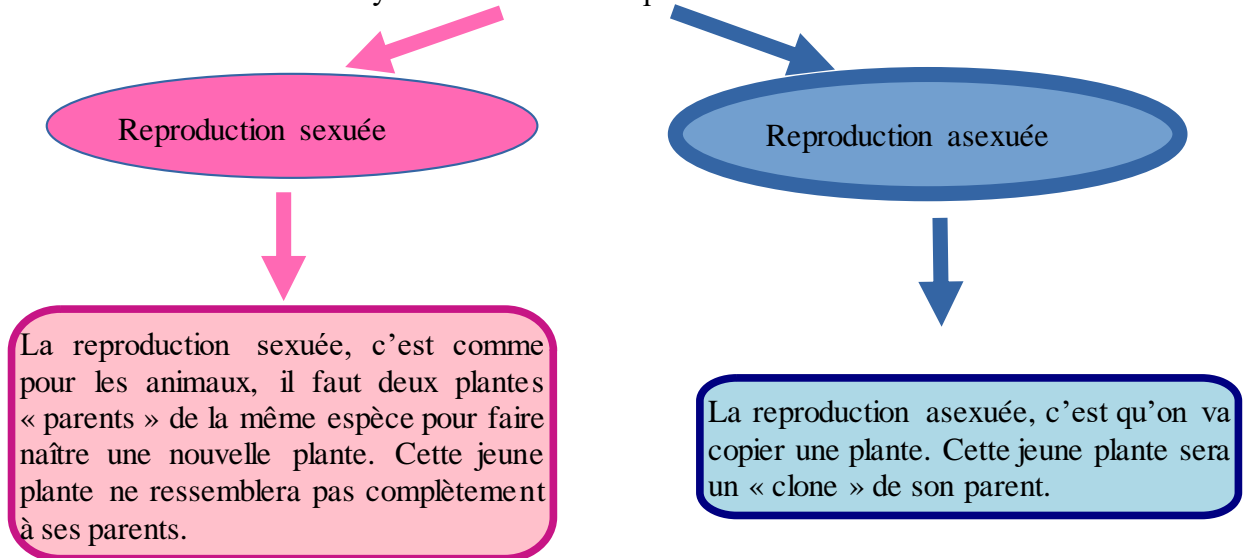 Reproduction sexuée
Reproduction asexuée
La reproduction sexuée, c'est comme
pour les animaux, il faut deux plantes
« parents » de la même espèce pour faire
naître une nouvelle plante. Cette jeune
plante ne ressemblera pas complètement
à ses parents.
La reproduction asexuée, c'est qu'on va
copier une plante. Cette jeune plante sera
un « clone » de son parent.